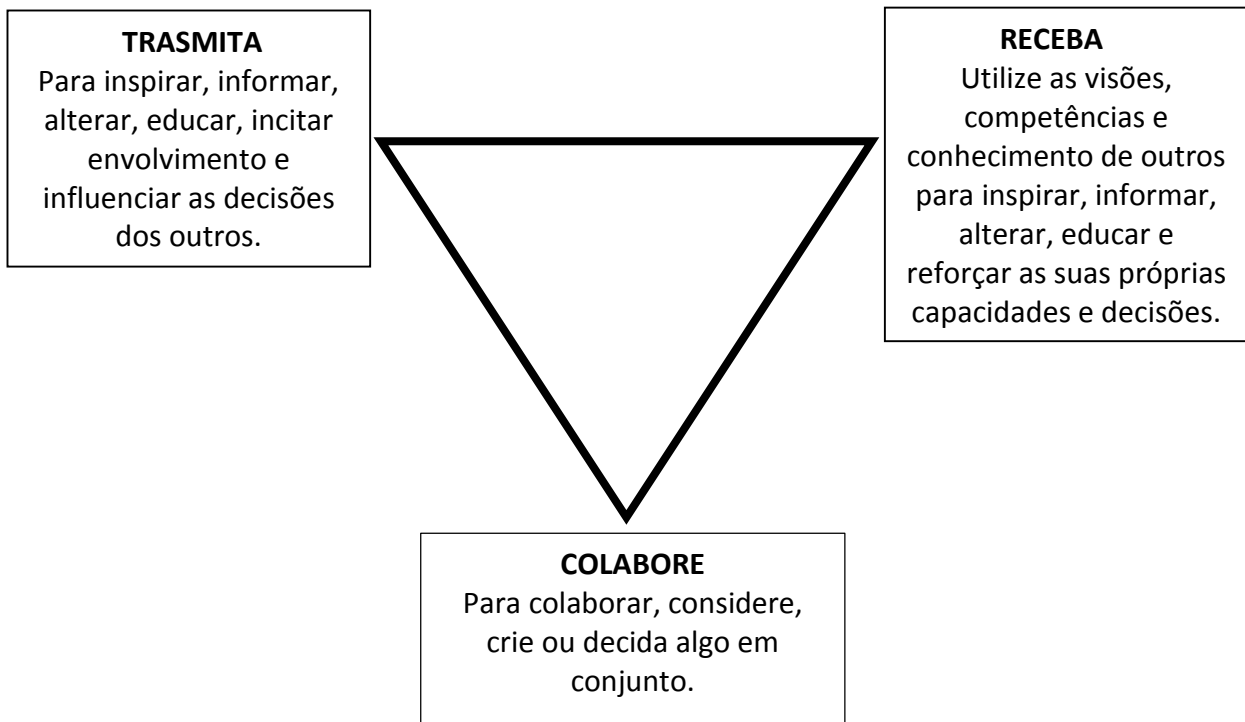 TRASMITA
Para inspirar, informar,
alterar, educar, incitar
envolvimento e
influenciar as decisões
dos outros.
RECEBA
Utilize as visões,
competências e
conhecimento de outros
para inspirar, informar,
alterar, educar e
reforçar as suas próprias
capacidades e decisões.
COLABORE
Para colaborar, considere,
crie ou decida algo em
conjunto.